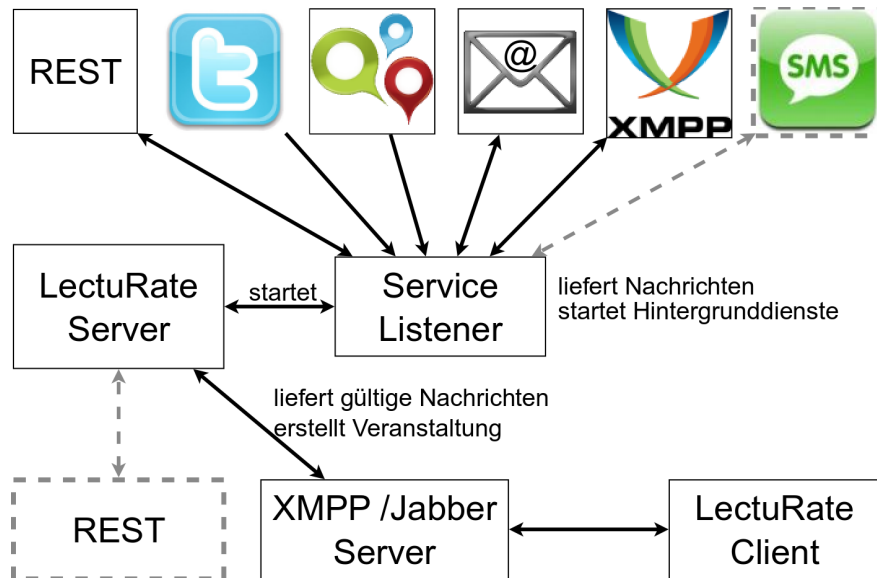 REST
t
@
XMPP
SMS
LectuRate
Server
startet
Service
Listener
liefert Nachrichten
startet Hintergrunddienste
liefert gültige Nachrichten
erstellt Veranstaltung
REST
XMPP /Jabber
Server
LectuRate
Client